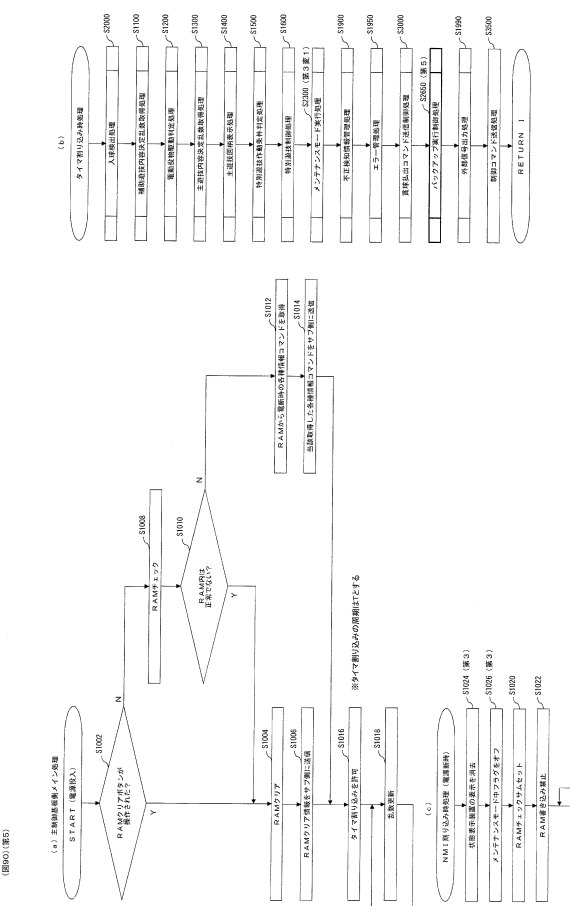 (図90)(第5)
(a)主制御基板側メイン処理
START(電源投入)
S1002
RAMクリアボタンが
操作された?
N
Y
S1008
RAMチェック
S1010
RAM内は
正常でない?
N
Y
S1004
RAMクリア
S1006
RAMクリア情報をサブ側に送信
S1012
RAMから電断時の各種情報コマンドを取得
S1014
当該取得した各種情報コマンドをサブ側に送信
S1016
タイマ割り込みを許可
※タイマ割り込みの周期はTとする
S1018
乱数更新
(b)
タイマ割り込み時処理
S2000
入球検出処理
S1100
補助遊技内容決定乱数取得処理
S1200
電動役物駆動判定処理
S1300
主遊技内容決定乱数取得処理
S1400
主遊技図柄表示処理
S1500
特別遊技作動条件判定処理
S1600
特別遊技制御処理
S2300(第3変1)
メンテナンスモード実行処理
S1900
不正検知情報管理処理
S1950
エラー管理処理
S3000
賞球払出コマンド送信制御処理
S2650(第5)
バックアップ実行制御処理
S1990
外部信号出力処理
S3500
制御コマンド送信処理
RETURN 1
(c)
NMI割り込み時処理(電源断時)
S1024(第3)
状態表示装置の表示を消去
S1026(第3)
メンテナンスモード中フラグをオフ
S1020
RAMチェックサムセット
S1022
RAM書き込み禁止